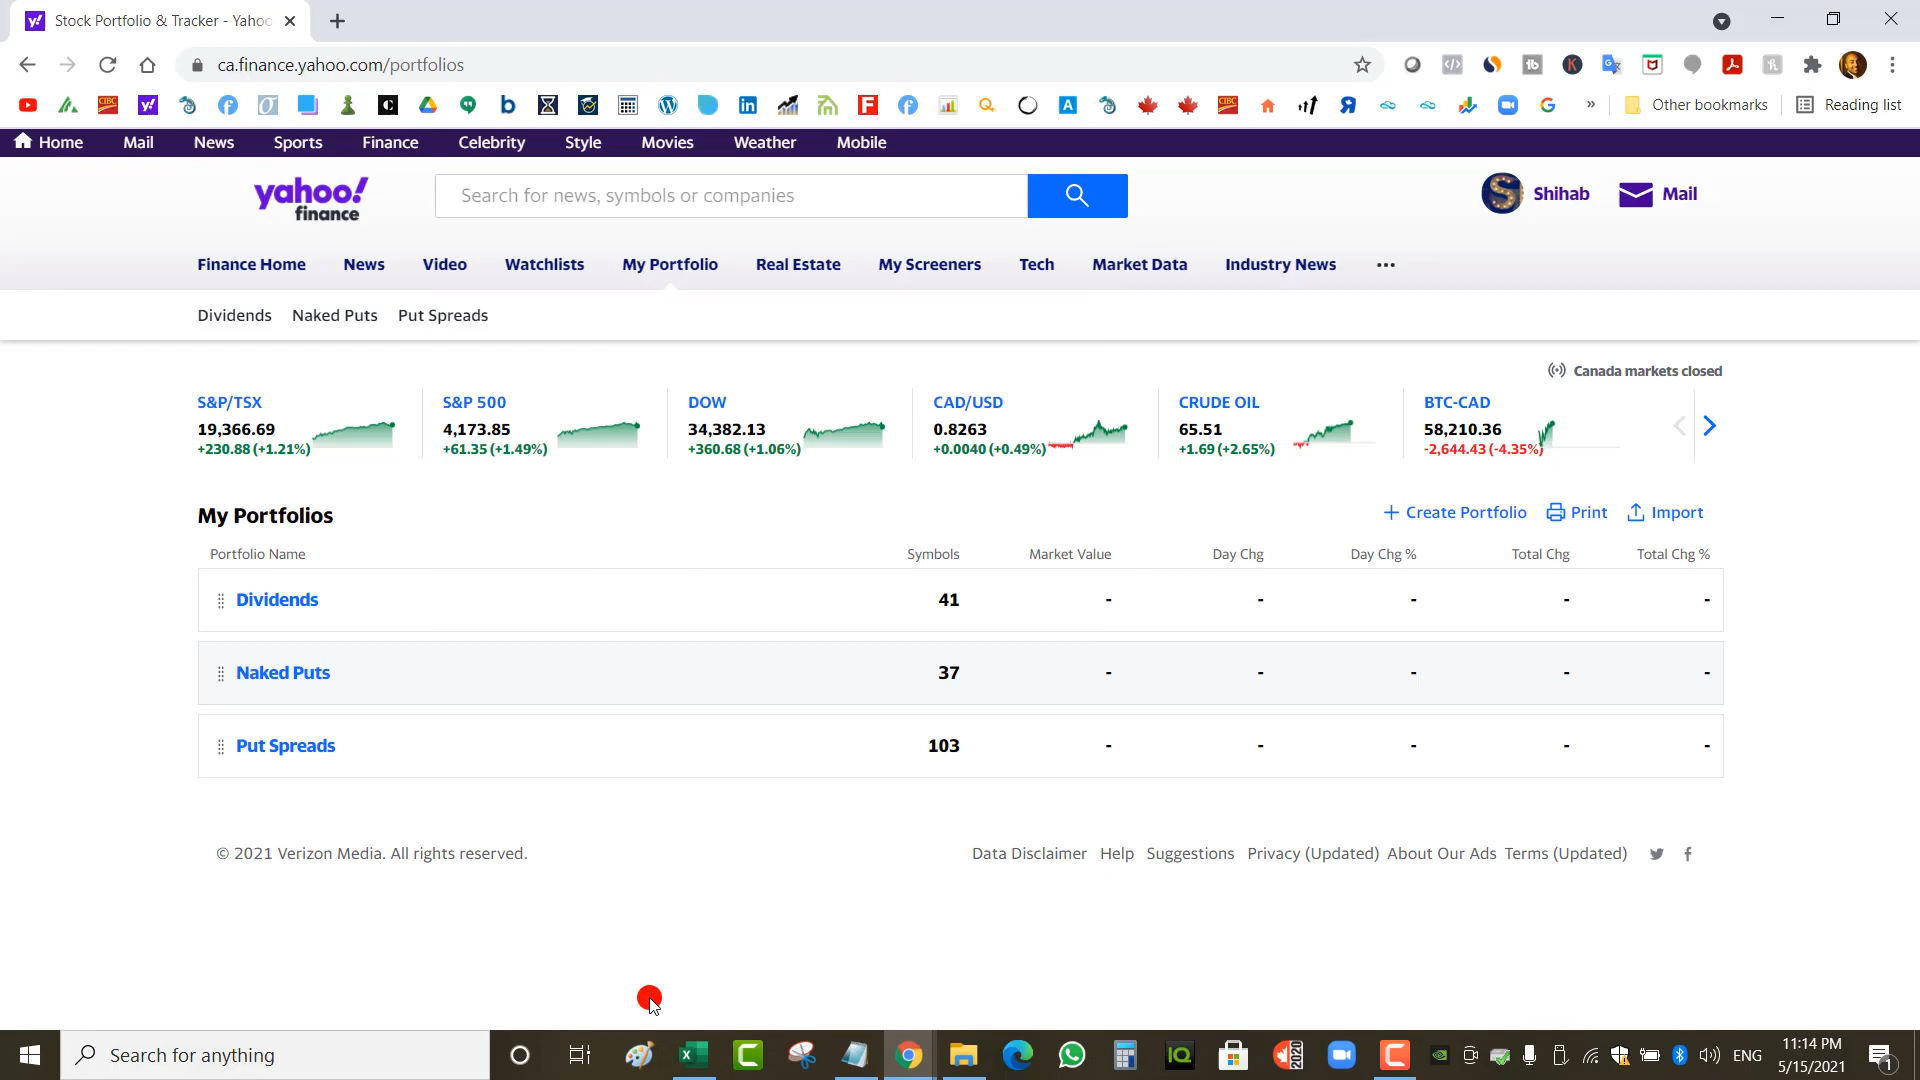 Stock Portfolio & Tracker - Yahoo
ca.finance.yahoo.com/portfolios
Other bookmarks
Reading list
Home Mail News Sports Finance Celebrity Style Movies Weather Mobile
yahoo!
finance
Search for news, symbols or companies
Shihab
Mail
Finance Home News Video Watchlists My Portfolio Real Estate My Screeners Tech Market Data Industry News
Dividends Naked Puts Put Spreads
Canada markets closed
S&P/TSX
19,366.69
+230.88 (+1.21%)
S&P 500
4,173.85
+61.35 (+1.49%)
DOW
34,382.13
+360.68 (+1.06%)
CAD/USD
0.8263
+0.0040 (+0.49%)
CRUDE OIL
65.51
+1.69 (+2.65%)
BTC-CAD
58,210.36
-2,644.43 (-4.35%)
My Portfolios
+ Create Portfolio Print Import
Portfolio Name Symbols Market Value Day Chg Day Chg % Total Chg Total Chg %
Dividends 41 - - - - -
Naked Puts 37 - - - - -
Put Spreads 103 - - - - -
© 2021 Verizon Media. All rights reserved.
Data Disclaimer Help Suggestions Privacy (Updated) About Our Ads Terms (Updated)
Search for anything
ENG
11:14 PM
5/15/2021
1